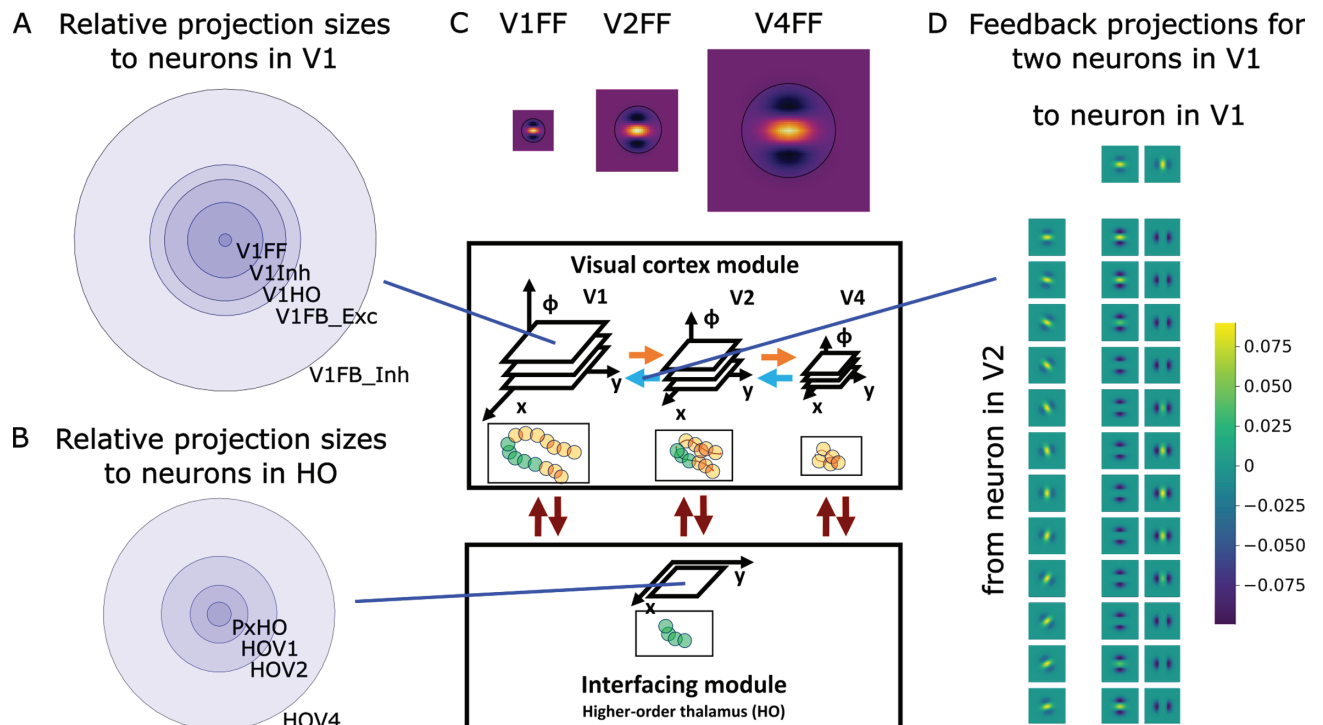 A Relative projection sizes
to neurons in V1
V1FF
V1Inh
V1HO
V1FB_Exc
V1FB_Inh
B Relative projection sizes
to neurons in HO
PxHO
HOV1
HOV2
HOV4
C V1FF V2FF V4FF
Visual cortex module
V1 V2 V4
ϕ ϕ ϕ
y y y
x x x
y
x
Interfacing module
Higher-order thalamus (HO)
D Feedback projections for
two neurons in V1
to neuron in V1
from neuron in V2
0.075
0.050
0.025
0
−0.025
−0.050
−0.075